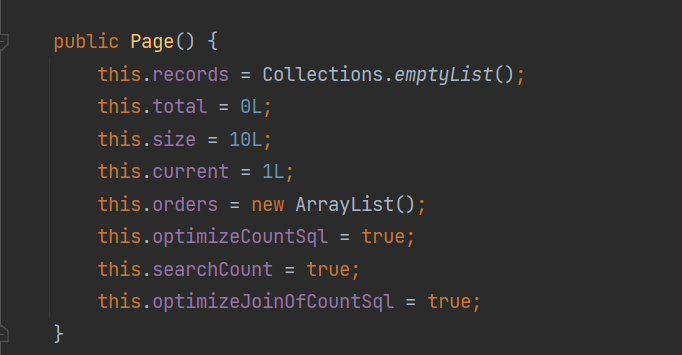 public Page() {
this.records = Collections.emptyList();
this.total = 0L;
this.size = 10L;
this.current = 1L;
this.orders = new ArrayList();
this.optimizeCountSql = true;
this.searchCount = true;
this.optimizeJoinOfCountSql = true;
}